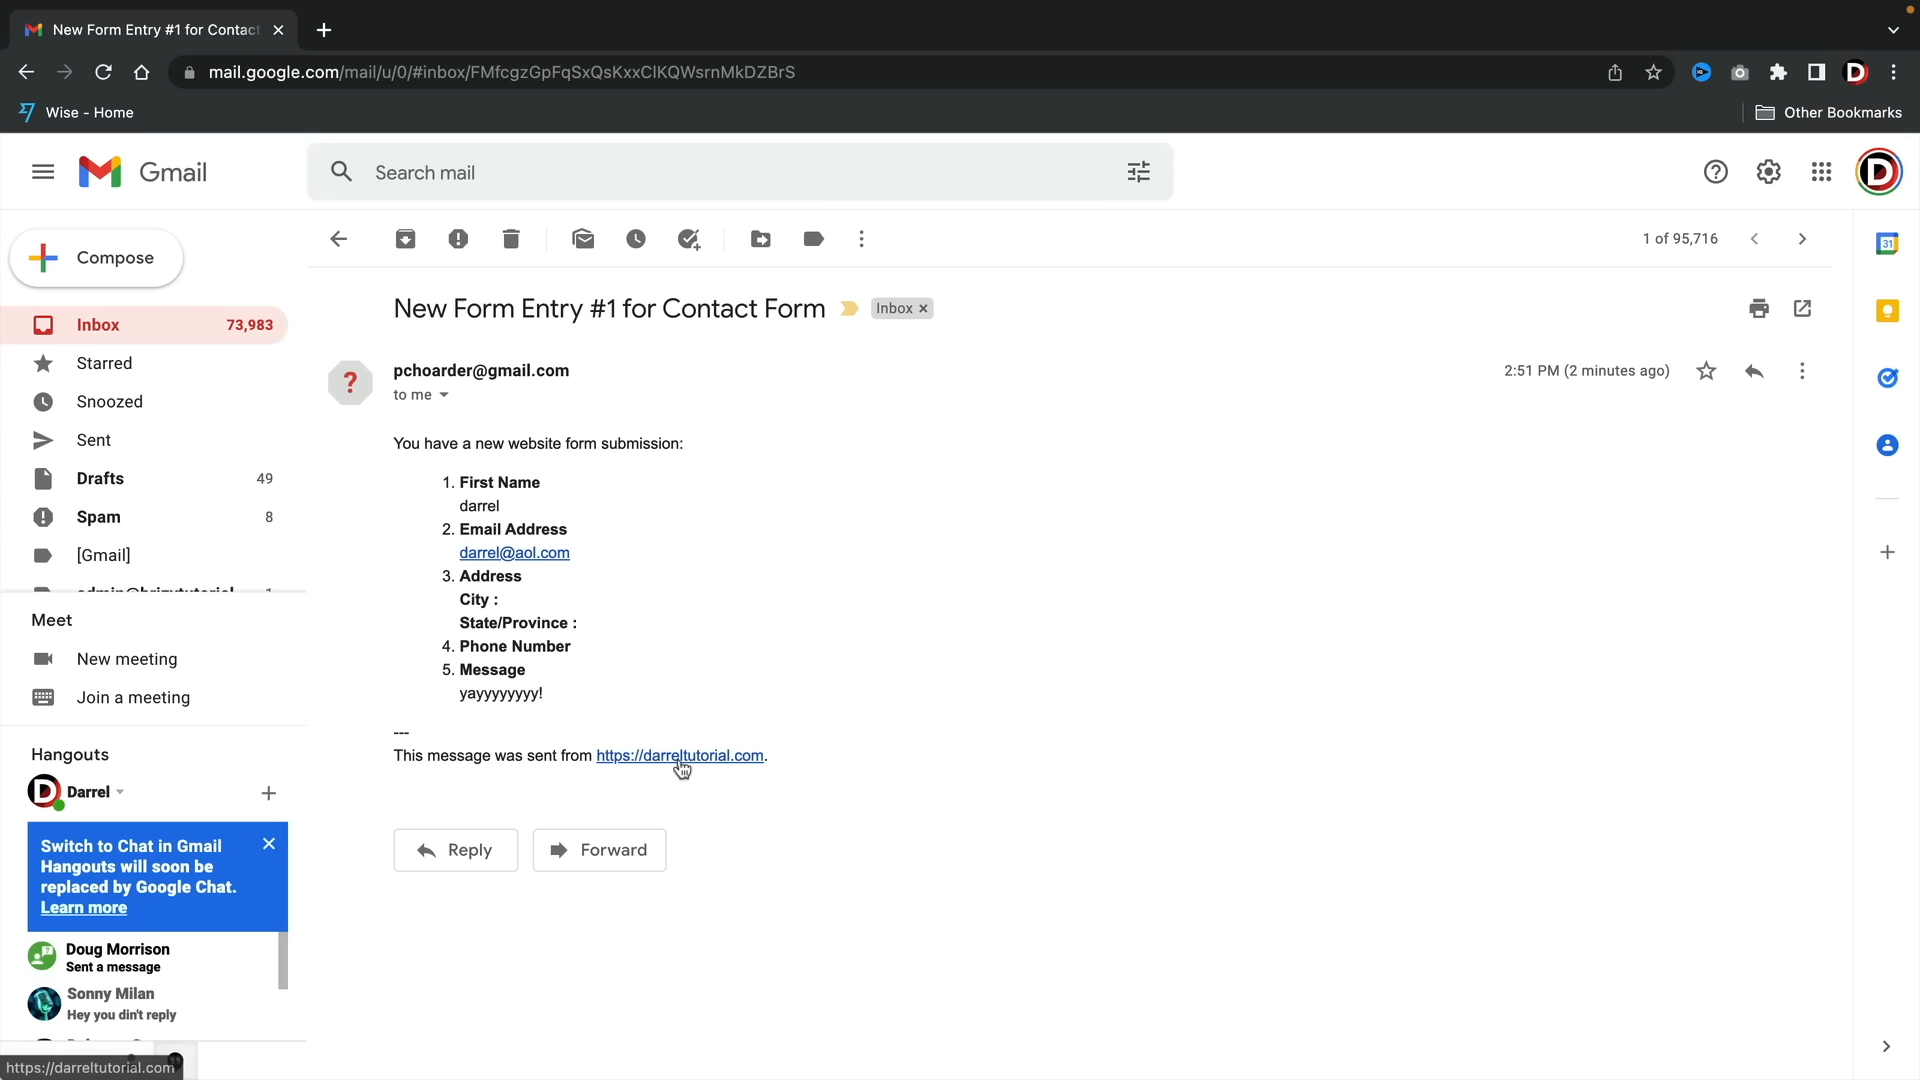 New Form Entry #1 for Contact
mail.google.com/mail/u/0/#inbox/FMfcgzGpFqSxQsKxxClKQWsrnMkDZBrS
Wise - Home
Other Bookmarks
Gmail
Search mail
Compose
1 of 95,716
Inbox 73,983
Starred
Snoozed
Sent
Drafts 49
Spam 8
[Gmail]
admin@brizytutorial 1
Meet
New meeting
Join a meeting
Hangouts
Darrel
Switch to Chat in Gmail
Hangouts will soon be
replaced by Google Chat.
Learn more
Doug Morrison
Sent a message
Sonny Milan
Hey you din't reply
https://darreltutorial.com
New Form Entry #1 for Contact Form
Inbox
pchoarder@gmail.com
to me
2:51 PM (2 minutes ago)
You have a new website form submission:
1. First Name
darrel
2. Email Address
darrel@aol.com
3. Address
City :
State/Province :
4. Phone Number
5. Message
yayyyyyyyy!
---
This message was sent from https://darreltutorial.com.
Reply
Forward
31